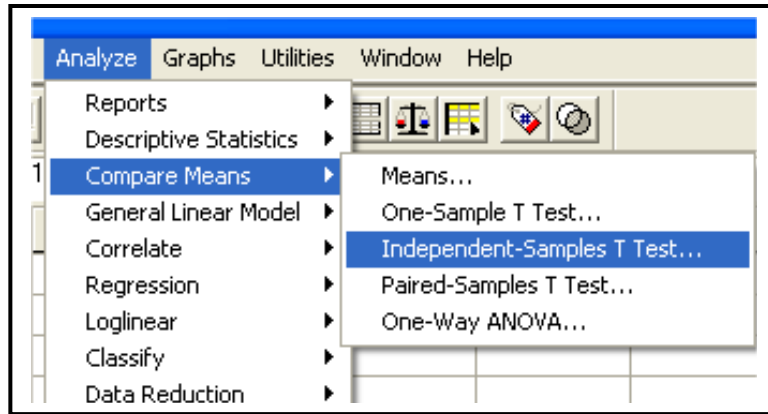 Analyze Graphs Utilities Window Help
Reports
Descriptive Statistics
1
Compare Means
General Linear Model
Correlate
Regression
Loglinear
Classify
Data Reduction
Means...
One-Sample T Test...
Independent-Samples T Test...
Paired-Samples T Test...
One-Way ANOVA...